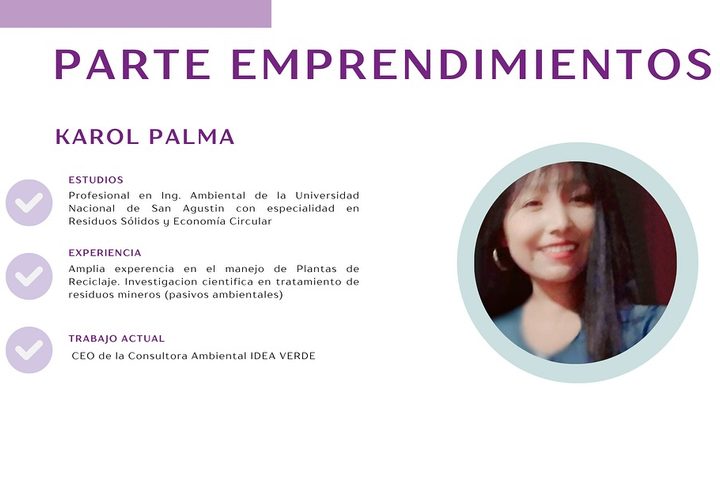 PARTE EMPRENDIMIENTOS
KAROL PALMA
ESTUDIOS
Profesional en Ing. Ambiental de la Universidad
Nacional de San Agustin con especialidad en
Residuos Sólidos y Economía Circular
EXPERIENCIA
Amplia experencia en el manejo de Plantas de
Reciclaje. Investigacion cientifica en tratamiento de
residuos mineros (pasivos ambientales)
TRABAJO ACTUAL
CEO de la Consultora Ambiental IDEA VERDE